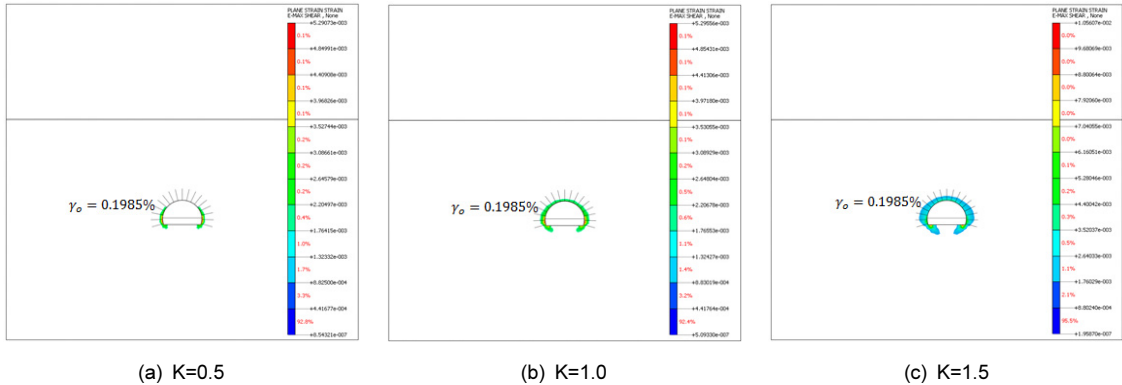 PLANE STRAIN STRAIN
E-MAX SHEAR , None
+5.29073e-003
0.1%
+4.84991e-003
0.1%
+4.40908e-003
0.1%
+3.96826e-003
0.1%
+3.52744e-003
0.2%
+3.08661e-003
0.2%
+2.64579e-003
0.2%
+2.20497e-003
0.4%
+1.76415e-003
1.0%
+1.32332e-003
1.7%
+8.82500e-004
3.3%
+4.41677e-004
92.8%
+8.54321e-007
γₒ = 0.1985%
(a) K=0.5
PLANE STRAIN STRAIN
E-MAX SHEAR , None
+5.29556e-003
0.1%
+4.85431e-003
0.1%
+4.41306e-003
0.1%
+3.97180e-003
0.1%
+3.53055e-003
0.2%
+3.08929e-003
0.2%
+2.64804e-003
0.5%
+2.20678e-003
0.6%
+1.76553e-003
1.1%
+1.32427e-003
1.4%
+8.83019e-004
3.2%
+4.41764e-004
92.4%
+5.09330e-007
γₒ = 0.1985%
(b) K=1.0
PLANE STRAIN STRAIN
E-MAX SHEAR , None
+1.05607e-002
0.0%
+9.68069e-003
0.0%
+8.80064e-003
0.0%
+7.92060e-003
0.0%
+7.04055e-003
0.1%
+6.16051e-003
0.1%
+5.28046e-003
0.2%
+4.40042e-003
0.3%
+3.52037e-003
0.5%
+2.64033e-003
1.1%
+1.76029e-003
2.1%
+8.80240e-004
95.5%
+1.95870e-007
γₒ = 0.1985%
(c) K=1.5